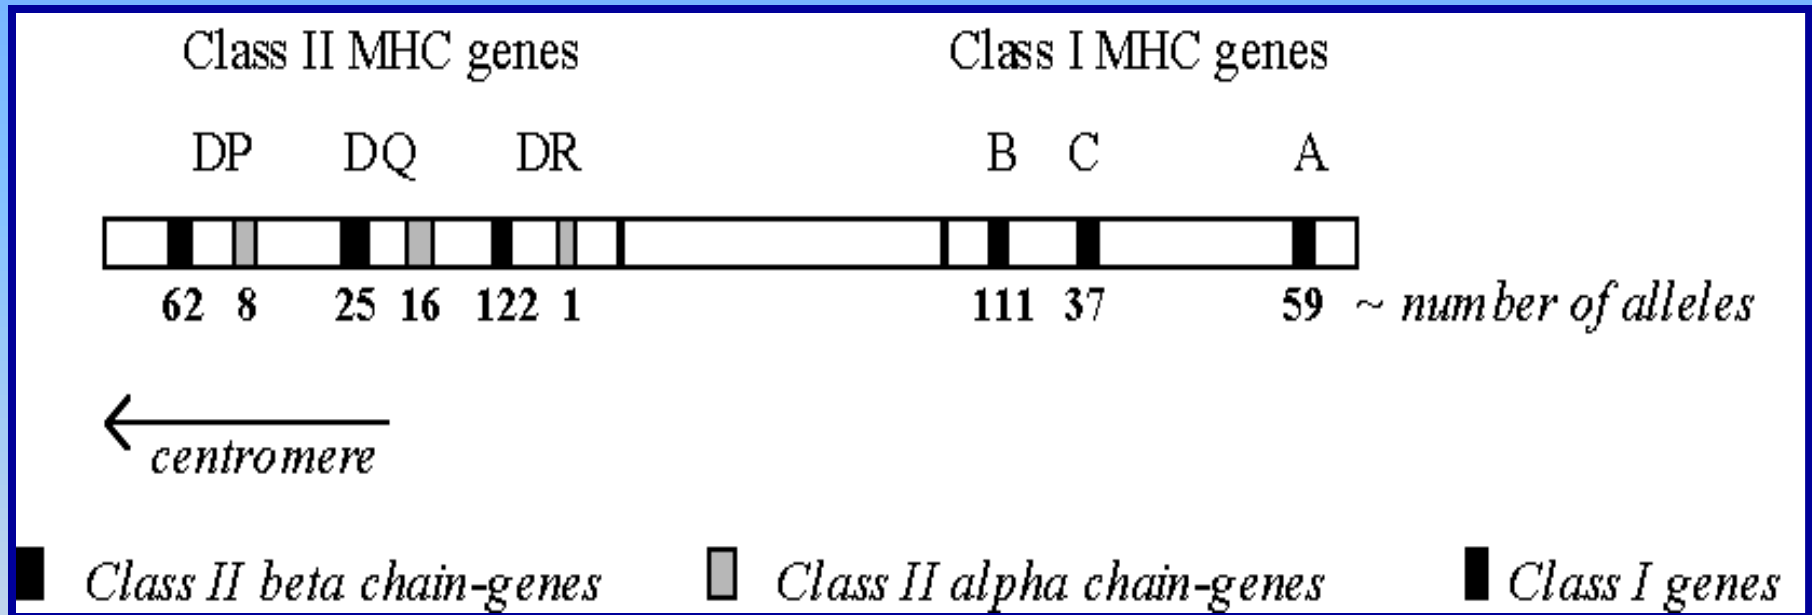 Class II MHC genes Class I MHC genes
DP DQ DR B C A
62 8 25 16 122 1 111 37 59 ~ number of alleles
centromere
Class II beta chain-genes Class II alpha chain-genes Class I genes